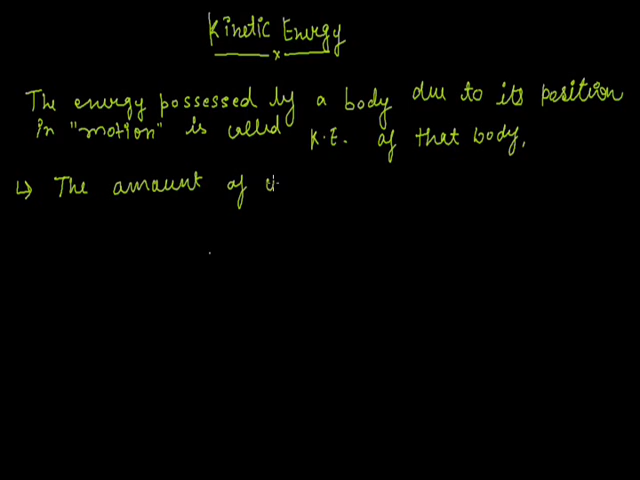 Kinetic Energy
The energy possessed by a body due to its position
in "motion" is called K.E. of that body.
↳ The amount of